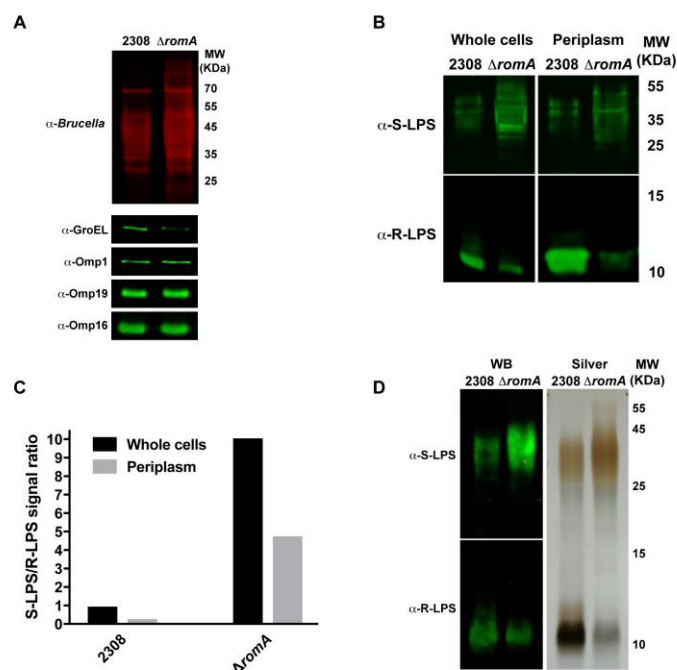 A
2308 ΔromA
MW
(KDa)
α-Brucella
70
55
45
35
25
α-GroEL
α-Omp1
α-Omp19
α-Omp16
B
Whole cells Periplasm
2308 ΔromA 2308 ΔromA
MW
(KDa)
α-S-LPS
55
35
25
α-R-LPS
15
10
C
S-LPS/R-LPS signal ratio
10
9
8
7
6
5
4
3
2
1
0
Whole cells
Periplasm
2308
ΔromA
D
WB Silver
2308 ΔromA 2308 ΔromA
MW
(KDa)
α-S-LPS
55
45
25
15
α-R-LPS
10